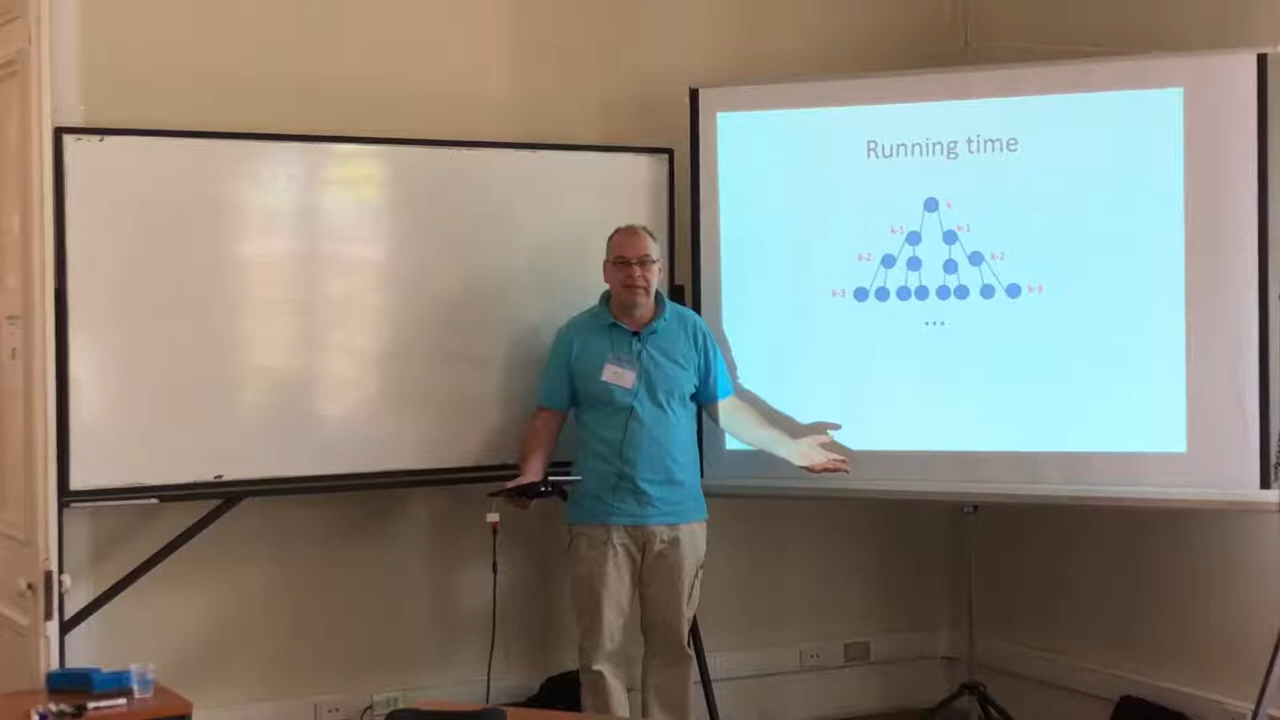 Running time
k
k-1 k-1
k-2 k-2
k-3 k-3
...